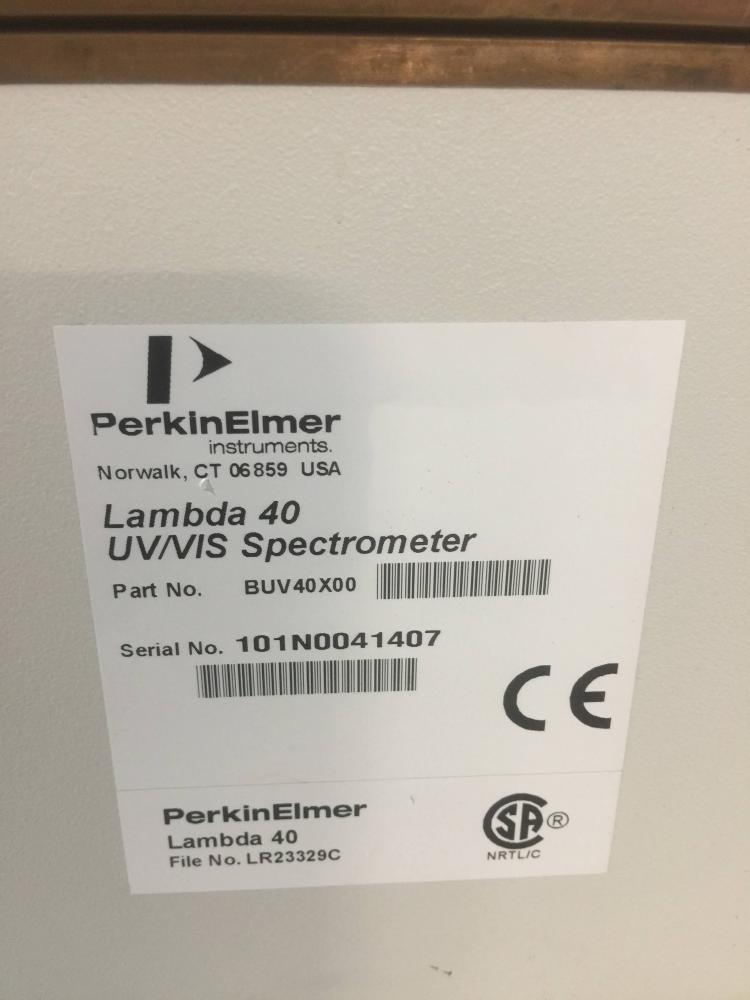 PerkinElmer
instruments.
Norwalk, CT 06859 USA
Lambda 40
UV/VIS Spectrometer
Part No. BUV40X00
Serial No. 101N0041407
CE
PerkinElmer
Lambda 40
File No. LR23329C
SA ®
NRTL/C